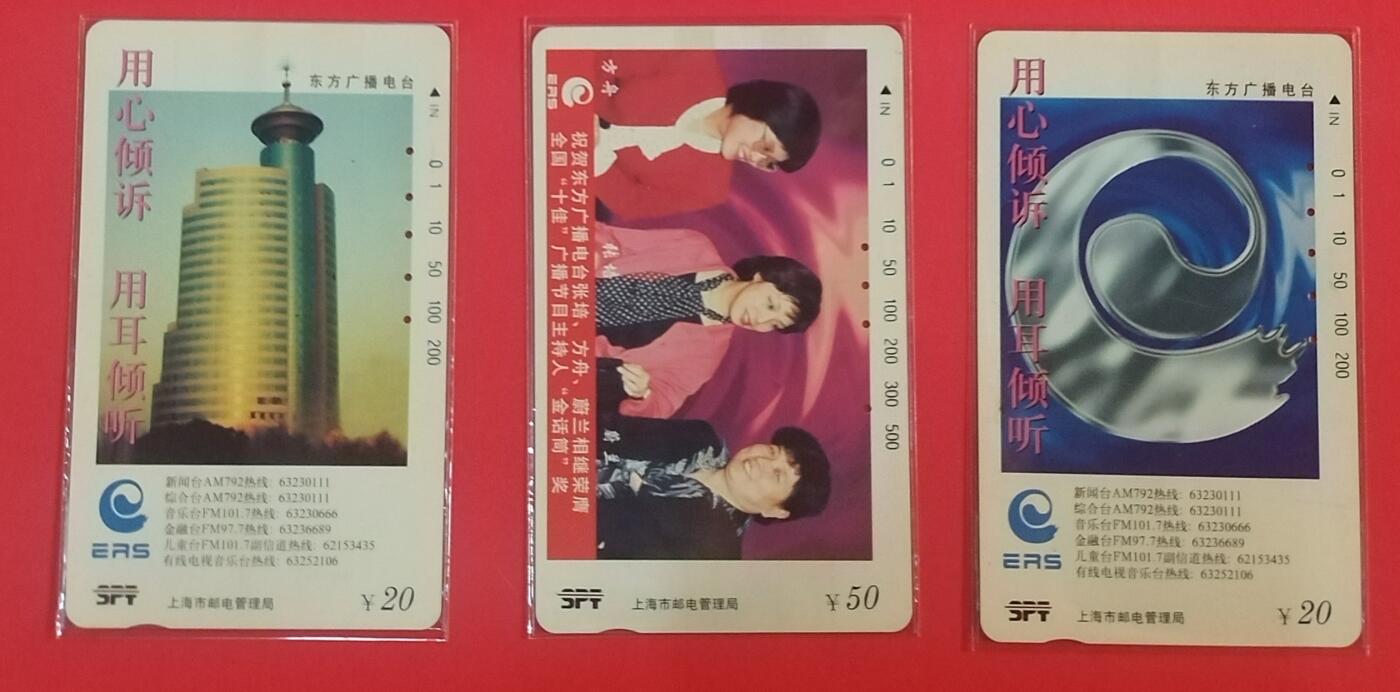 用心倾诉 用耳倾听
东方广播电台
IN
0
1
10
50
100
200
新闻台AM792热线: 63230111
综合台AM792热线: 63230111
音乐台FM101.7热线: 63230666
金融台FM97.7热线: 63236689
儿童台FM101.7副信道热线: 62153435
有线电视音乐台热线: 63252106
ERS
SPT
上海市邮电管理局
¥20
方舟
张培
蔚兰
ERS
祝贺东方广播电台张培、方舟、蔚兰相继荣膺
全国“十佳”广播节目主持人“金话筒”奖
IN
0
1
10
50
100
200
300
500
SPT
上海市邮电管理局
¥50
用心倾诉 用耳倾听
东方广播电台
IN
0
1
10
50
100
200
新闻台AM792热线: 63230111
综合台AM792热线: 63230111
音乐台FM101.7热线: 63230666
金融台FM97.7热线: 63236689
儿童台FM101.7副信道热线: 62153435
有线电视音乐台热线: 63252106
ERS
SPT
上海市邮电管理局
¥20